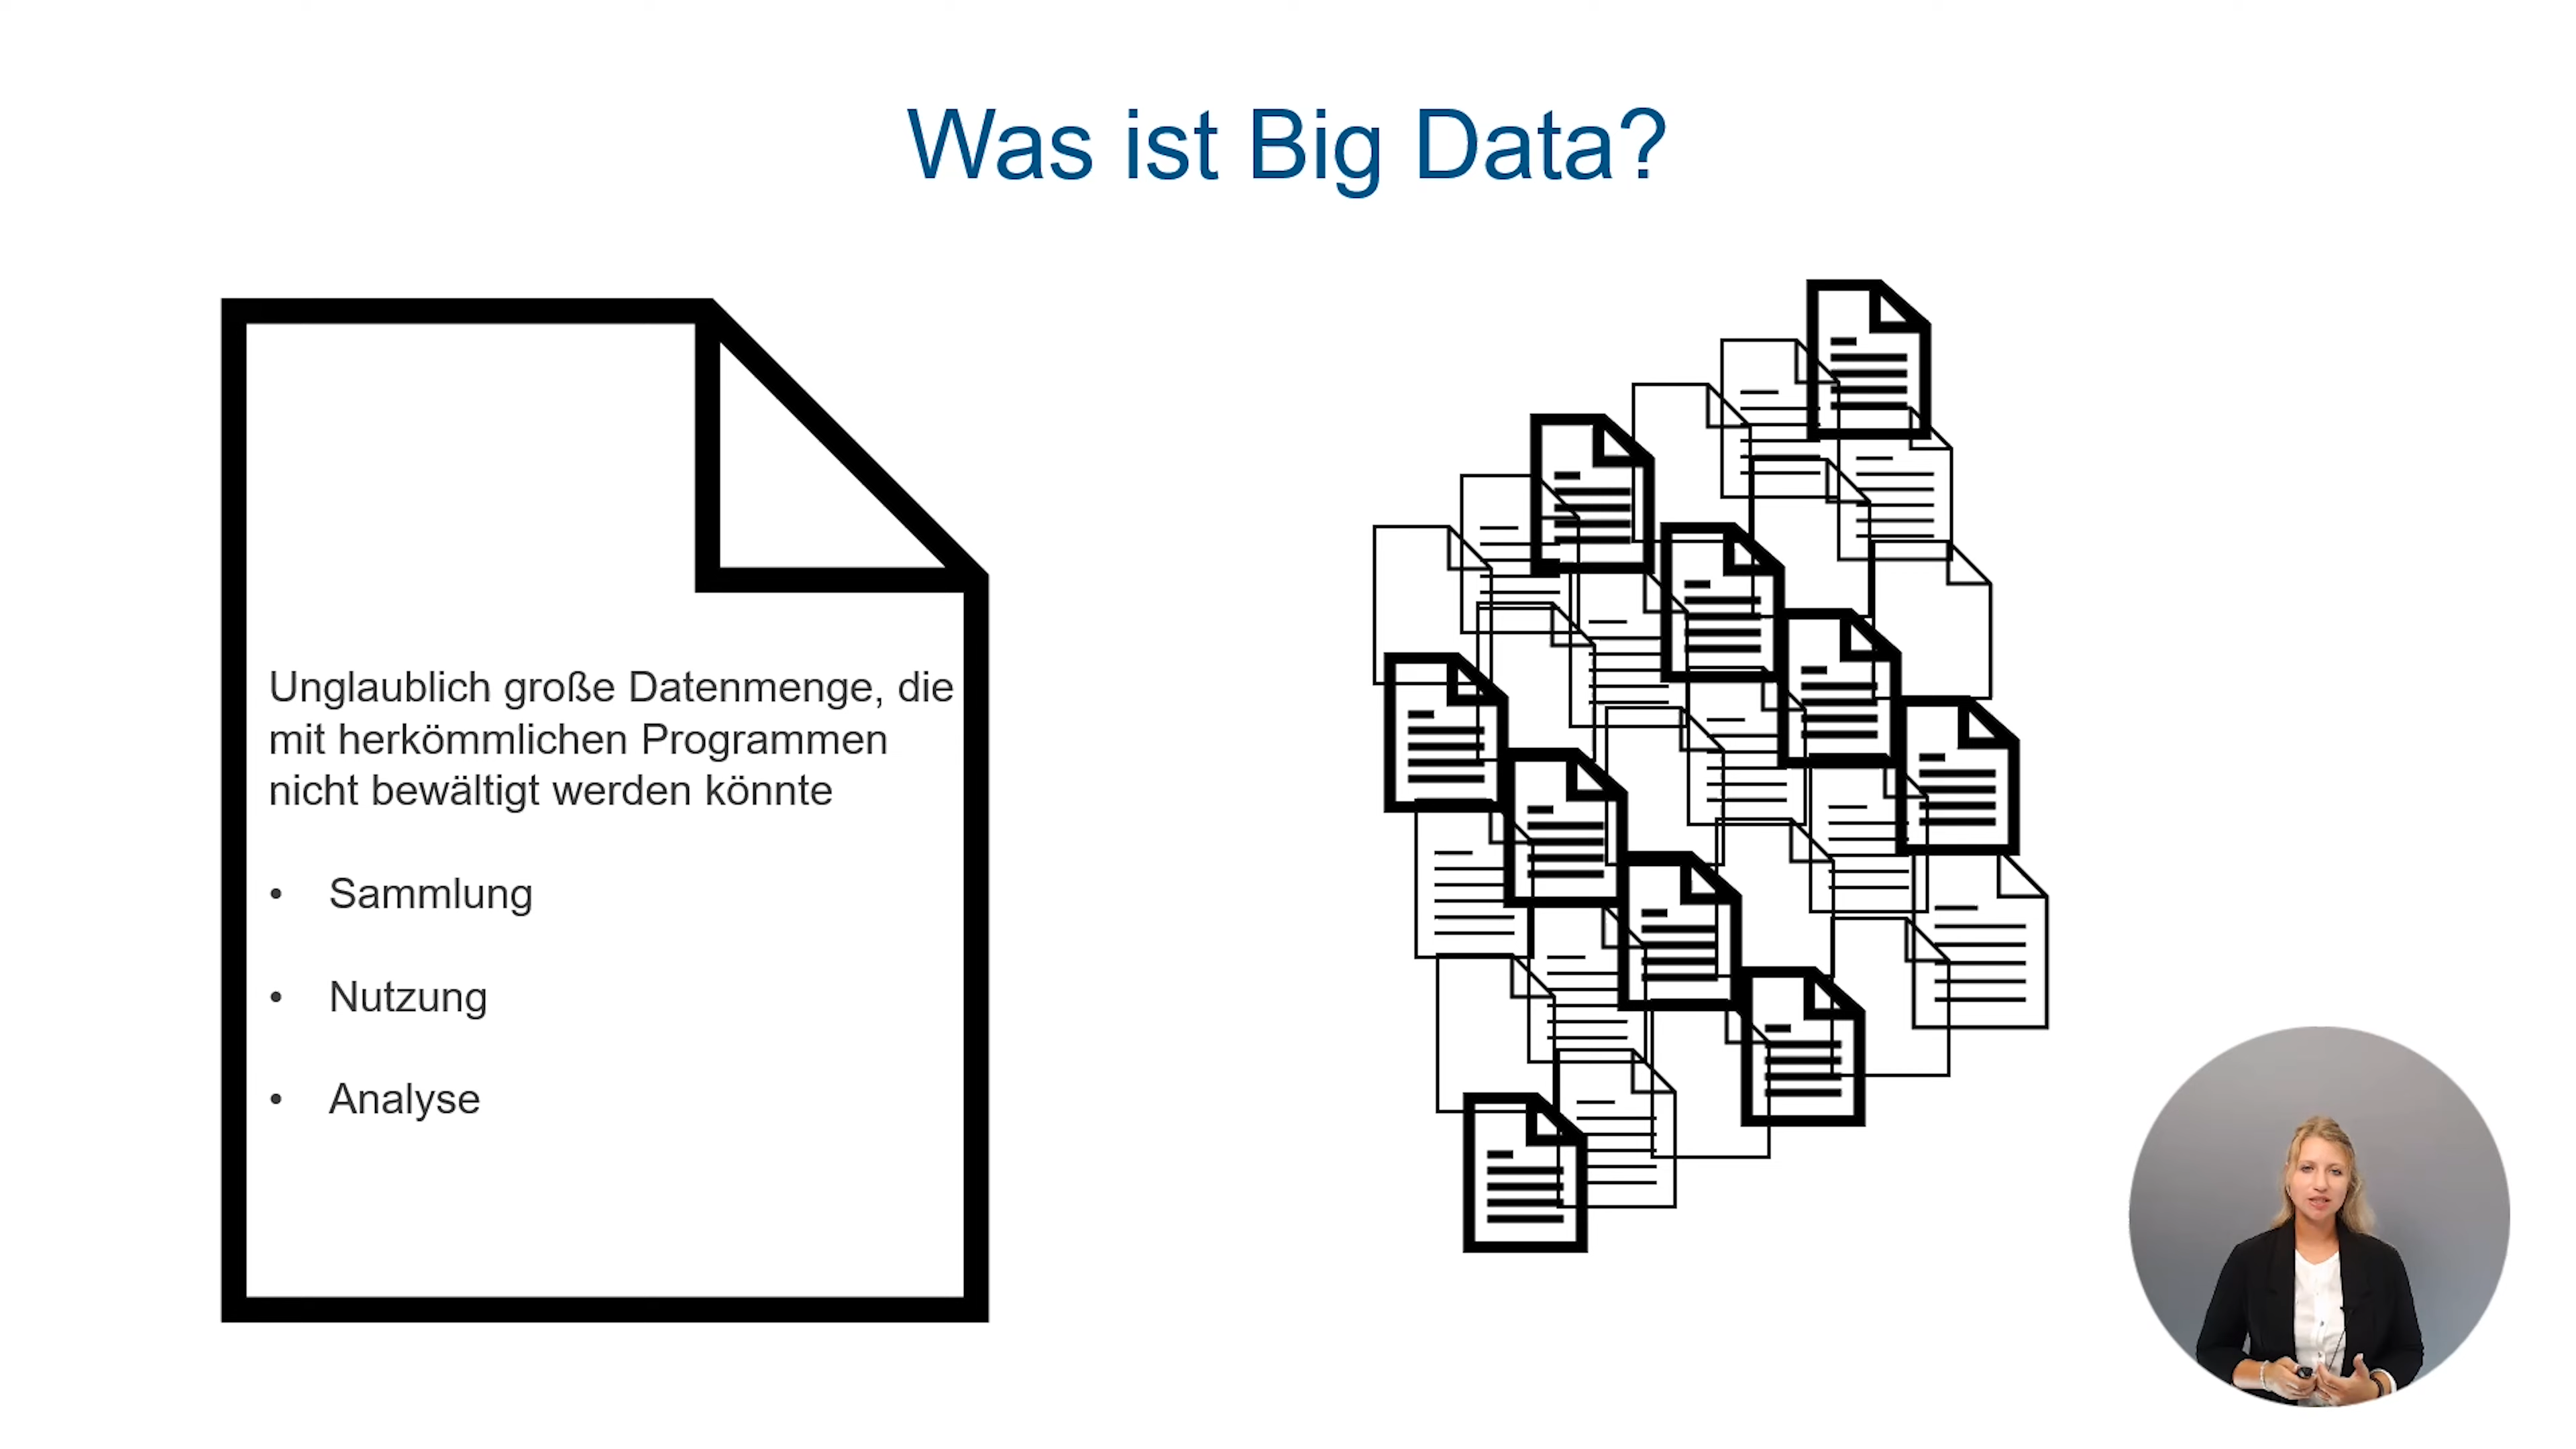 Was ist Big Data?
Unglaublich große Datenmenge, die
mit herkömmlichen Programmen
nicht bewältigt werden könnte
• Sammlung
• Nutzung
• Analyse